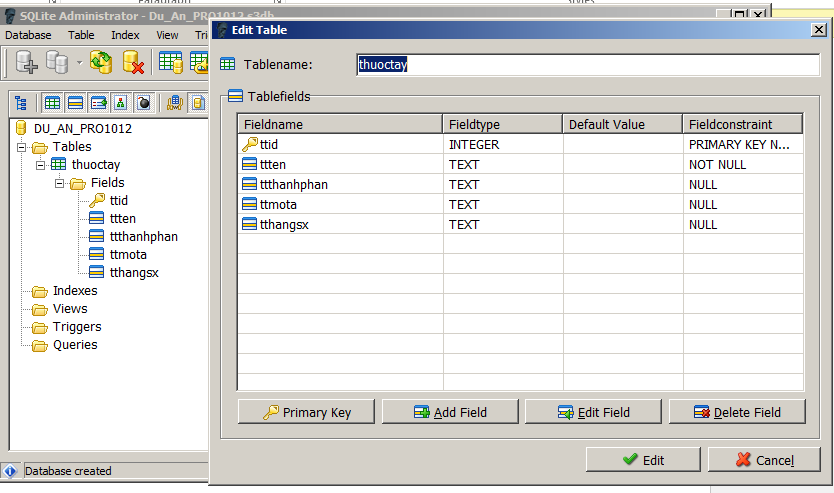 SQLite Administrator - Du_An_PRO1012.s3db
Database Table Index View
DU_AN_PRO1012
Tables
thuoctay
Fields
ttid
ttten
ttthanhphan
ttmota
tthangsx
Indexes
Views
Triggers
Queries
Database created
Edit Table
Tablename: thuoctay
Tablefields
Fieldname Fieldtype Default Value Fieldconstraint
ttid INTEGER PRIMARY KEY N...
ttten TEXT NOT NULL
ttthanhphan TEXT NULL
ttmota TEXT NULL
tthangsx TEXT NULL
Primary Key Add Field Edit Field Delete Field
Edit Cancel